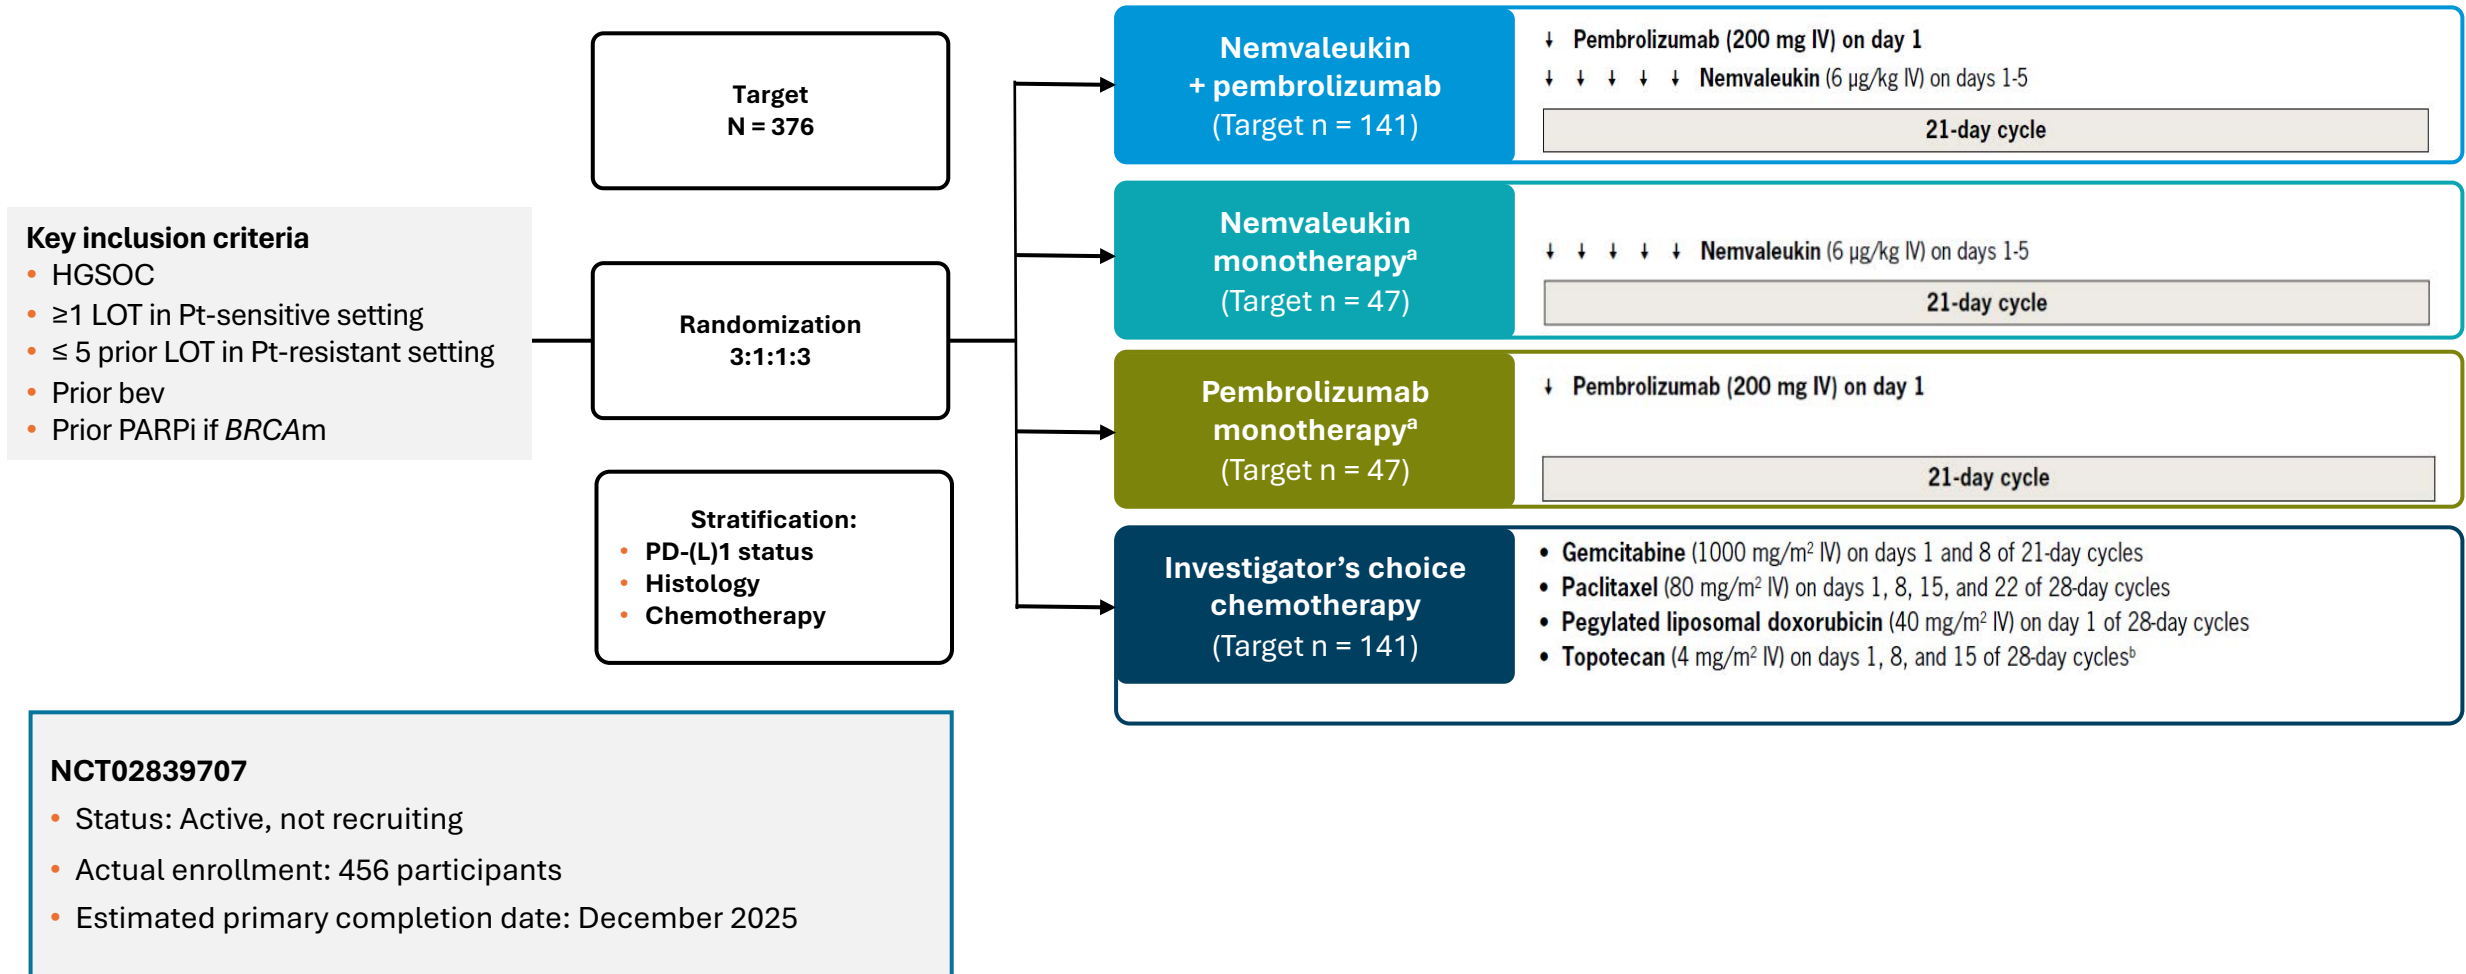 Key inclusion criteria
• HGSOC
• ≥1 LOT in Pt-sensitive setting
• ≤ 5 prior LOT in Pt-resistant setting
• Prior bev
• Prior PARPi if BRCAm
Target
N = 376
Randomization
3:1:1:3
Stratification:
• PD-(L)1 status
• Histology
• Chemotherapy
Nemvaleukin
+ pembrolizumab
(Target n = 141)
↓ Pembrolizumab (200 mg IV) on day 1
↓ ↓ ↓ ↓ ↓ Nemvaleukin (6 µg/kg IV) on days 1-5
21-day cycle
Nemvaleukin
monotherapyᵃ
(Target n = 47)
↓ ↓ ↓ ↓ ↓ Nemvaleukin (6 µg/kg IV) on days 1-5
21-day cycle
Pembrolizumab
monotherapyᵃ
(Target n = 47)
↓ Pembrolizumab (200 mg IV) on day 1
21-day cycle
Investigator’s choice
chemotherapy
(Target n = 141)
• Gemcitabine (1000 mg/m² IV) on days 1 and 8 of 21-day cycles
• Paclitaxel (80 mg/m² IV) on days 1, 8, 15, and 22 of 28-day cycles
• Pegylated liposomal doxorubicin (40 mg/m² IV) on day 1 of 28-day cycles
• Topotecan (4 mg/m² IV) on days 1, 8, and 15 of 28-day cyclesᵇ
NCT02839707
• Status: Active, not recruiting
• Actual enrollment: 456 participants
• Estimated primary completion date: December 2025